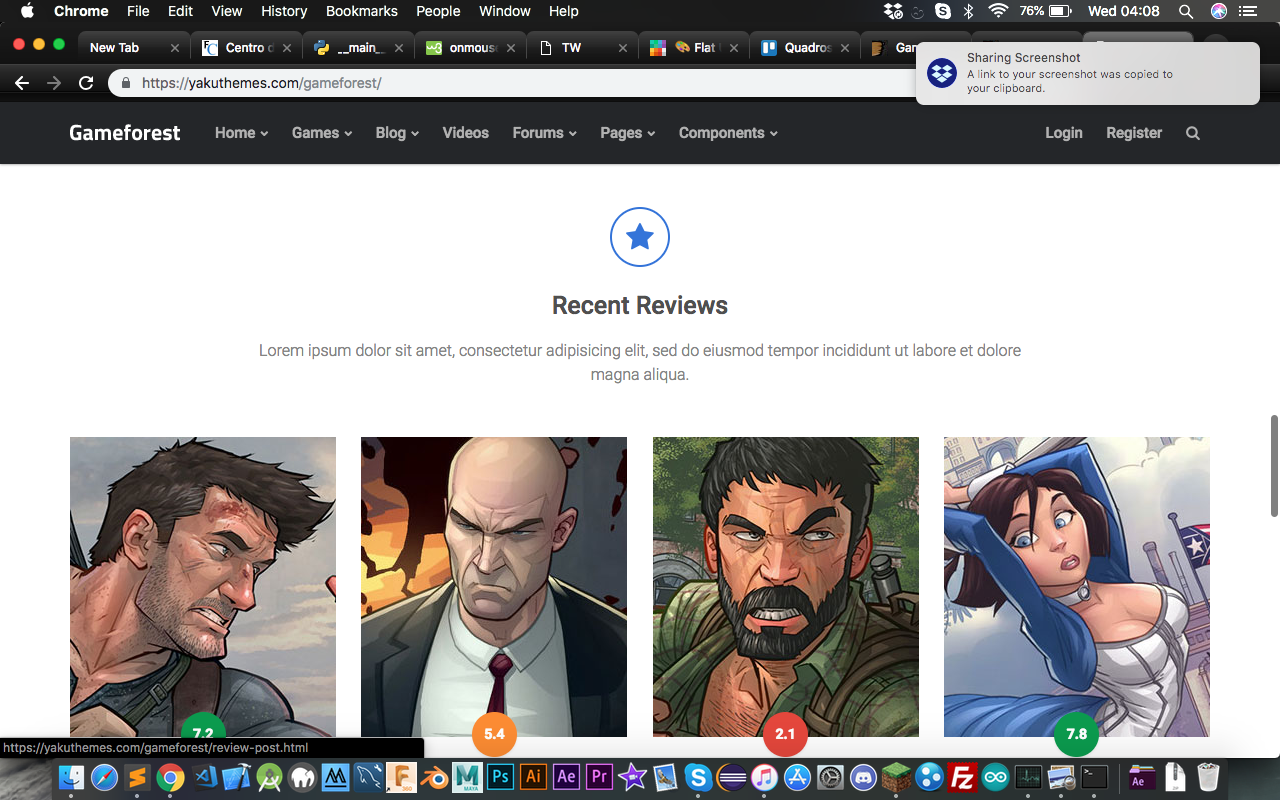 Chrome File Edit View History Bookmarks People Window Help 76% Wed 04:08
New Tab Centro d __main_ onmous TW Flat Quadros Gam
Sharing Screenshot
A link to your screenshot was copied to
your clipboard.
https://yakuthemes.com/gameforest/
Gameforest Home Games Blog Videos Forums Pages Components Login Register
Recent Reviews
Lorem ipsum dolor sit amet, consectetur adipisicing elit, sed do eiusmod tempor incididunt ut labore et dolore
magna aliqua.
7.2 5.4 2.1 7.8
https://yakuthemes.com/gameforest/review-post.html
F 360 MAYA Ps Ai Ae Pr Fz Ae